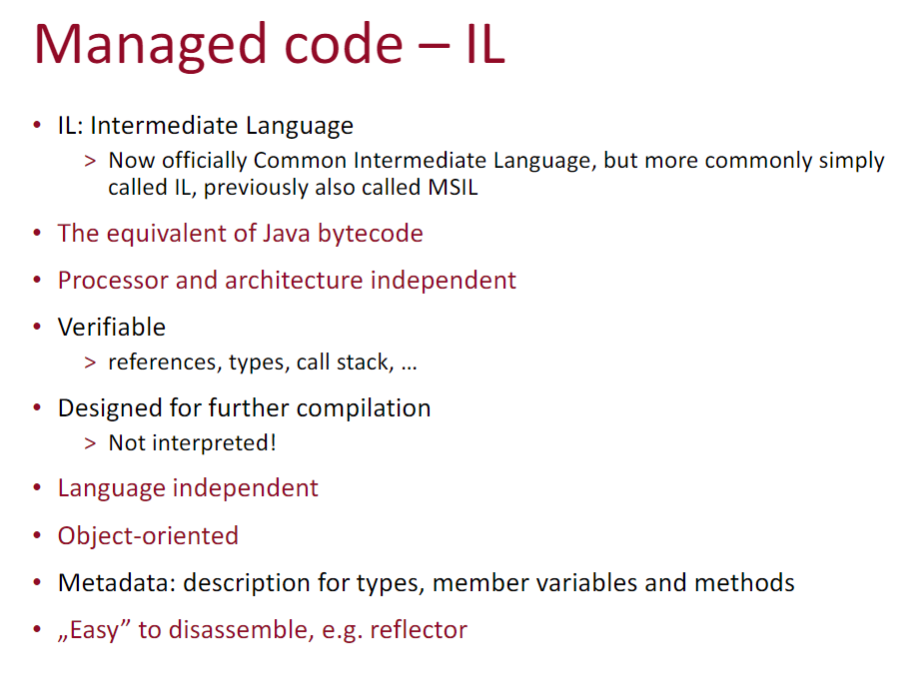 Managed code – IL
• IL: Intermediate Language
> Now officially Common Intermediate Language, but more commonly simply
called IL, previously also called MSIL
• The equivalent of Java bytecode
• Processor and architecture independent
• Verifiable
> references, types, call stack, ...
• Designed for further compilation
> Not interpreted!
• Language independent
• Object-oriented
• Metadata: description for types, member variables and methods
• „Easy” to disassemble, e.g. reflector